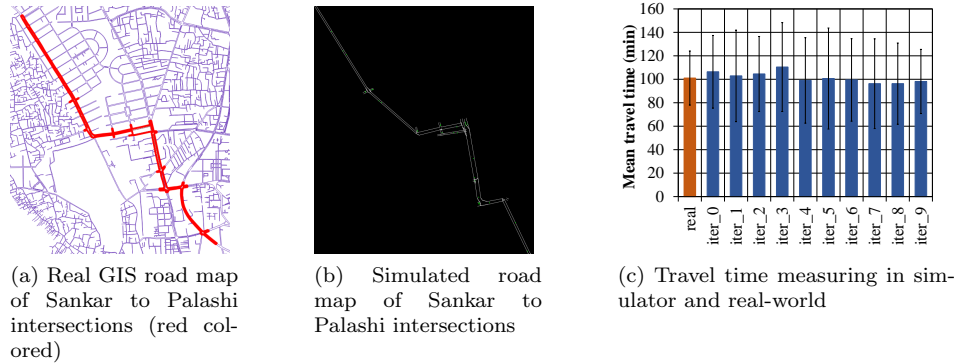 160
140
120
100
80
60
40
20
0
Mean travel time (min)
real
iter_0
iter_1
iter_2
iter_3
iter_4
iter_5
iter_6
iter_7
iter_8
iter_9
(a) Real GIS road map
of Sankar to Palashi
intersections (red col-
ored)
(b) Simulated road
map of Sankar to
Palashi intersections
(c) Travel time measuring in sim-
ulator and real-world